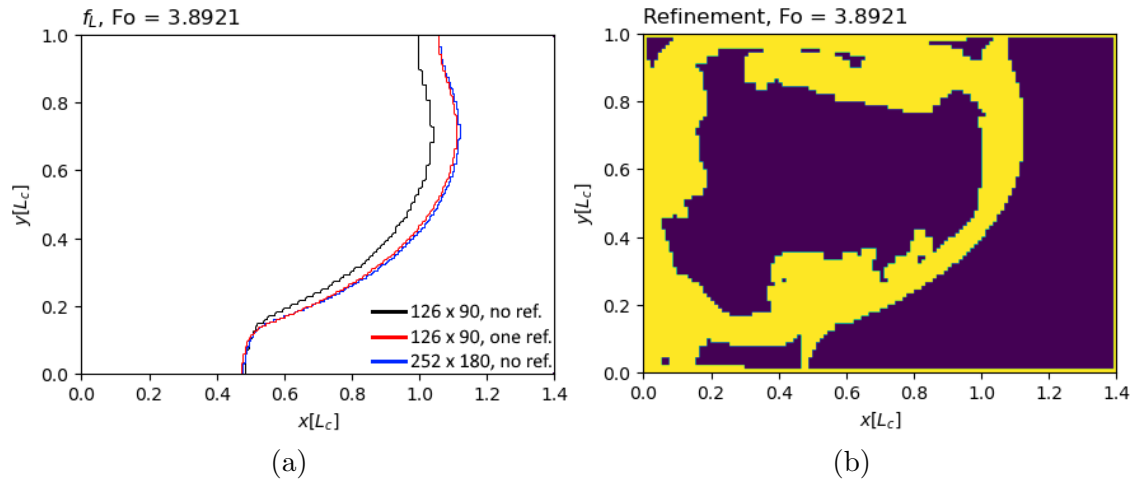 f_L, Fo = 3.8921
1.0
0.8
0.6
0.4
0.2
0.0
y[L_c]
126 x 90, no ref.
126 x 90, one ref.
252 x 180, no ref.
0.0 0.2 0.4 0.6 0.8 1.0 1.2 1.4
x[L_c]
(a)
Refinement, Fo = 3.8921
1.0
0.8
0.6
0.4
0.2
0.0
y[L_c]
0.0 0.2 0.4 0.6 0.8 1.0 1.2 1.4
x[L_c]
(b)